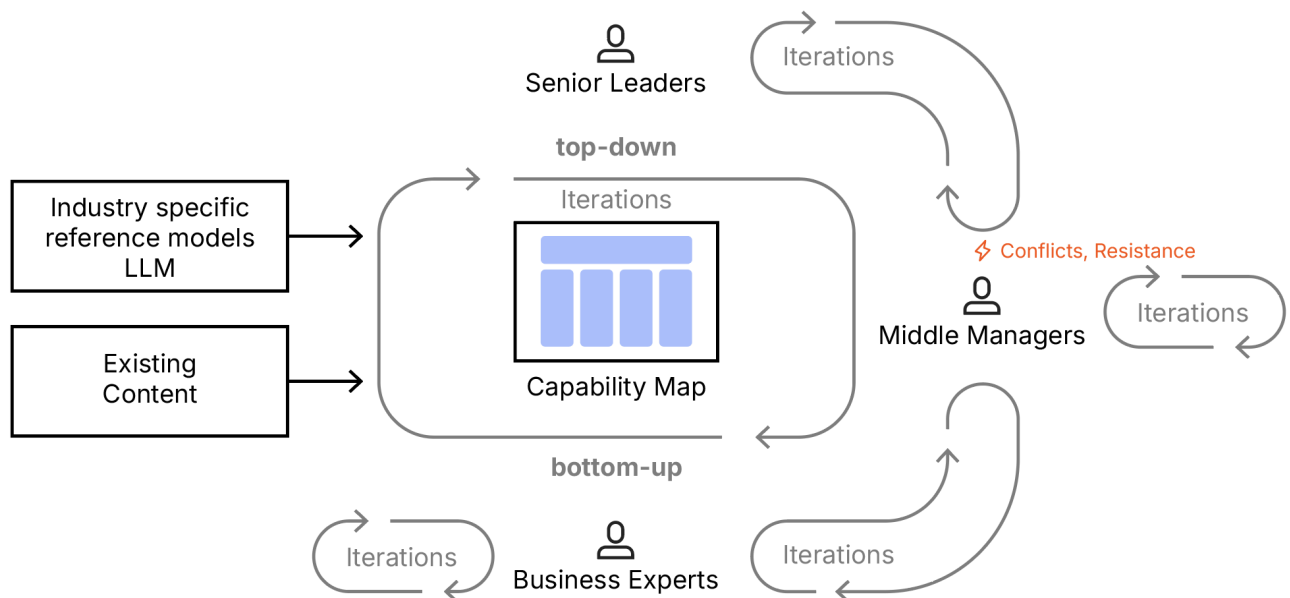 Iterations
Senior Leaders
top-down
Iterations
Industry specific
reference models
LLM
Conflicts, Resistance
Iterations
Middle Managers
Existing
Content
Capability Map
bottom-up
Iterations
Iterations
Business Experts